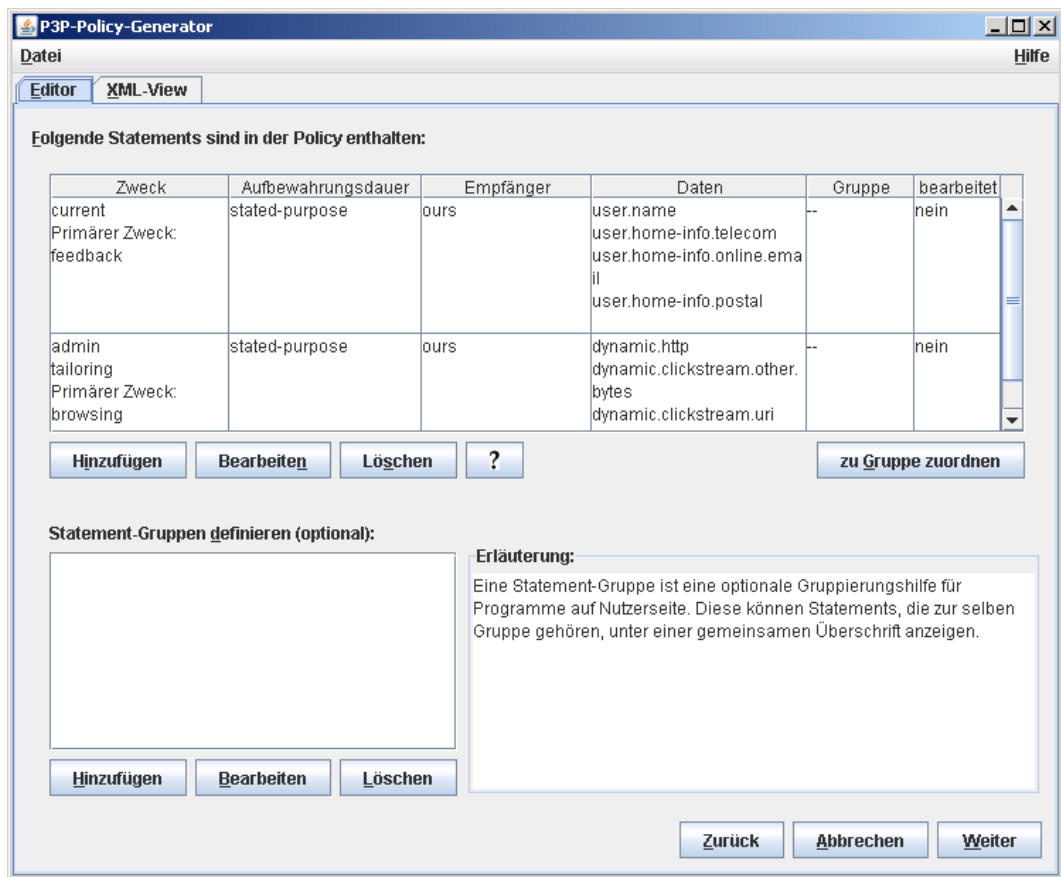 P3P-Policy-Generator
Datei Hilfe
Editor XML-View
Folgende Statements sind in der Policy enthalten:
Zweck Aufbewahrungsdauer Empfänger Daten Gruppe bearbeitet
current stated-purpose ours user.name -- nein
Primärer Zweck: user.home-info.telecom
feedback user.home-info.online.ema
il
user.home-info.postal
admin stated-purpose ours dynamic.http -- nein
tailoring dynamic.clickstream.other.
Primärer Zweck: bytes
browsing dynamic.clickstream.uri
Hinzufügen Bearbeiten Löschen ? zu Gruppe zuordnen
Statement-Gruppen definieren (optional):
Erläuterung:
Eine Statement-Gruppe ist eine optionale Gruppierungshilfe für
Programme auf Nutzerseite. Diese können Statements, die zur selben
Gruppe gehören, unter einer gemeinsamen Überschrift anzeigen.
Hinzufügen Bearbeiten Löschen
Zurück Abbrechen Weiter